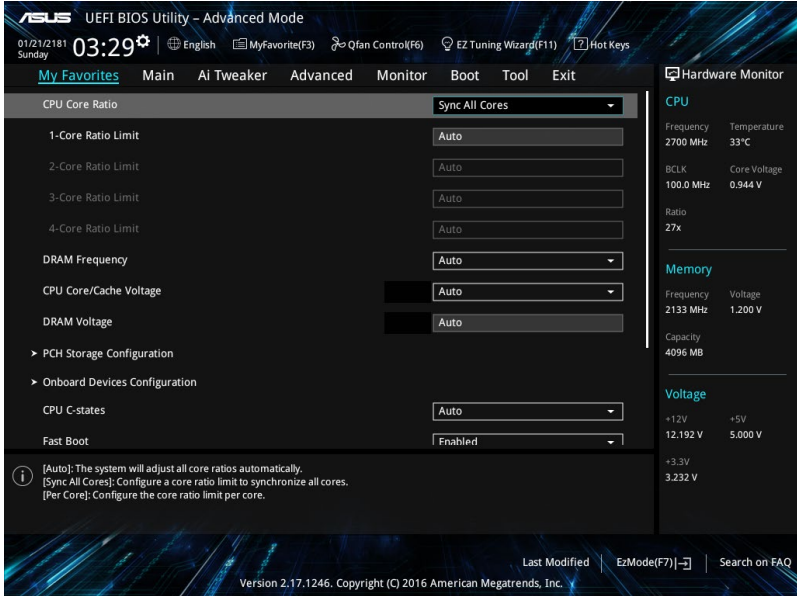 ASUS UEFI BIOS Utility – Advanced Mode
01/21/2181 Sunday 03:29 English MyFavorite(F3) Qfan Control(F6) EZ Tuning Wizard(F11) ? Hot Keys
My Favorites Main Ai Tweaker Advanced Monitor Boot Tool Exit
Hardware Monitor
CPU Core Ratio Sync All Cores
1-Core Ratio Limit Auto
2-Core Ratio Limit Auto
3-Core Ratio Limit Auto
4-Core Ratio Limit Auto
DRAM Frequency Auto
CPU Core/Cache Voltage Auto
DRAM Voltage Auto
PCH Storage Configuration
Onboard Devices Configuration
CPU C-states Auto
Fast Boot Enabled
CPU
Frequency Temperature
2700 MHz 33°C
BCLK Core Voltage
100.0 MHz 0.944 V
Ratio
27x
Memory
Frequency Voltage
2133 MHz 1.200 V
Capacity
4096 MB
Voltage
+12V +5V
12.192 V 5.000 V
+3.3V
3.232 V
i
[Auto]: The system will adjust all core ratios automatically.
[Sync All Cores]: Configure a core ratio limit to synchronize all cores.
[Per Core]: Configure the core ratio limit per core.
Last Modified EzMode(F7) Search on FAQ
Version 2.17.1246. Copyright (C) 2016 American Megatrends, Inc.